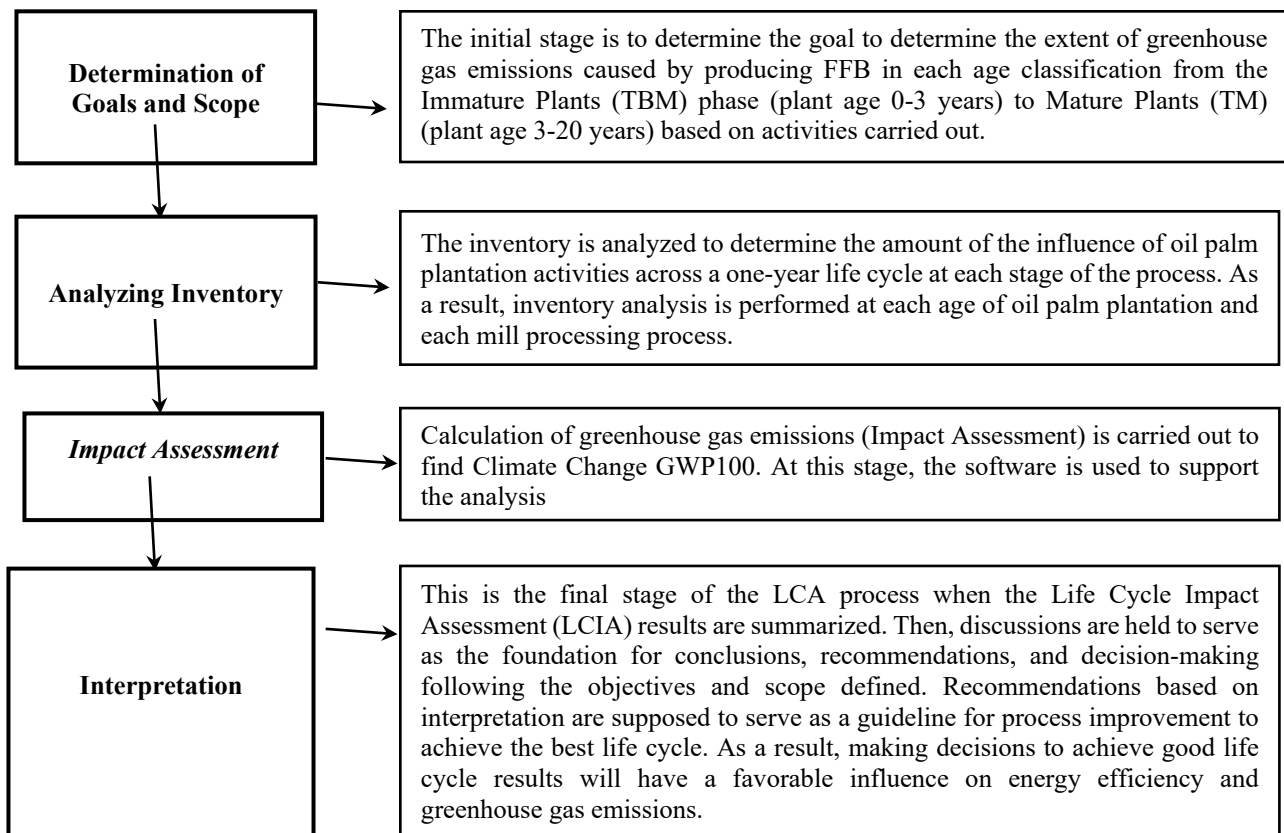 Determination of
Goals and Scope
The initial stage is to determine the goal to determine the extent of greenhouse
gas emissions caused by producing FFB in each age classification from the
Immature Plants (TBM) phase (plant age 0-3 years) to Mature Plants (TM)
(plant age 3-20 years) based on activities carried out.
Analyzing Inventory
The inventory is analyzed to determine the amount of the influence of oil palm
plantation activities across a one-year life cycle at each stage of the process. As
a result, inventory analysis is performed at each age of oil palm plantation and
each mill processing process.
Impact Assessment
Calculation of greenhouse gas emissions (Impact Assessment) is carried out to
find Climate Change GWP100. At this stage, the software is used to support
the analysis
Interpretation
This is the final stage of the LCA process when the Life Cycle Impact
Assessment (LCIA) results are summarized. Then, discussions are held to serve
as the foundation for conclusions, recommendations, and decision-making
following the objectives and scope defined. Recommendations based on
interpretation are supposed to serve as a guideline for process improvement to
achieve the best life cycle. As a result, making decisions to achieve good life
cycle results will have a favorable influence on energy efficiency and
greenhouse gas emissions.